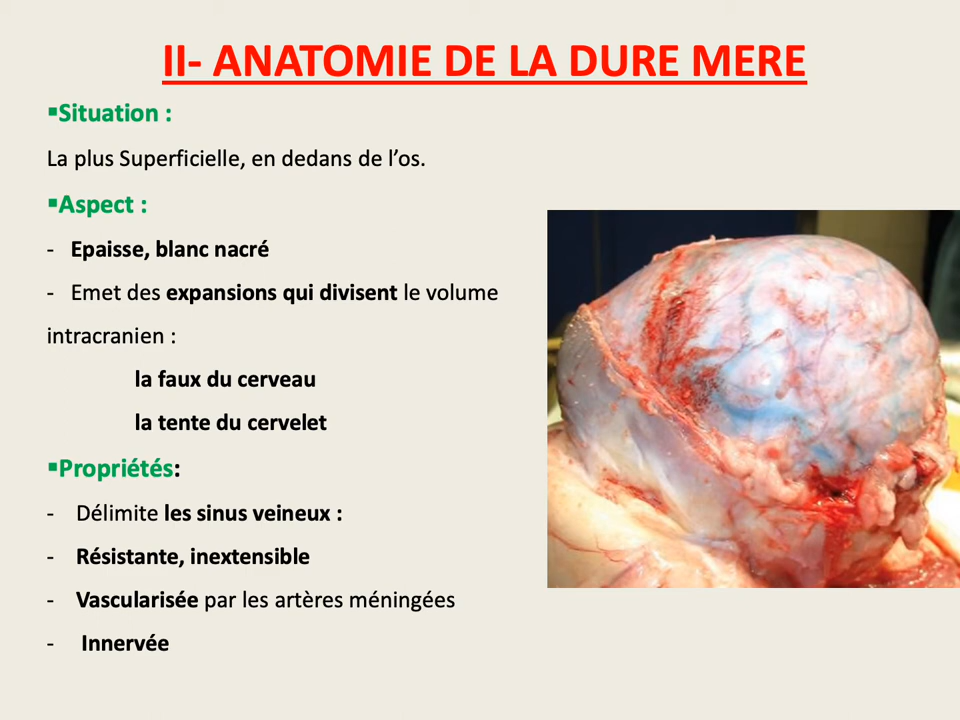 II- ANATOMIE DE LA DURE MERE
▪Situation :
La plus Superficielle, en dedans de l’os.
▪Aspect :
- Epaisse, blanc nacré
- Emet des expansions qui divisent le volume
intracranien :
la faux du cerveau
la tente du cervelet
▪Propriétés:
- Délimite les sinus veineux :
- Résistante, inextensible
- Vascularisée par les artères méningées
- Innervée